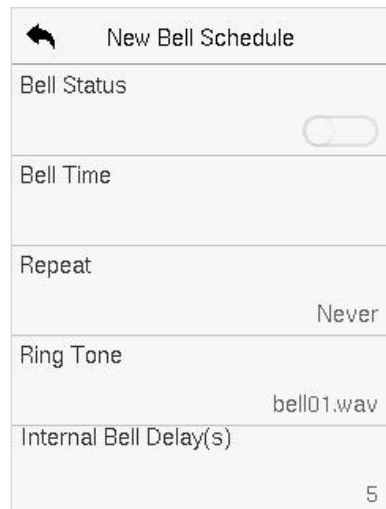 New Bell Schedule
Bell Status
Bell Time
Repeat
Never
Ring Tone
bell01.wav
Internal Bell Delay(s)
5